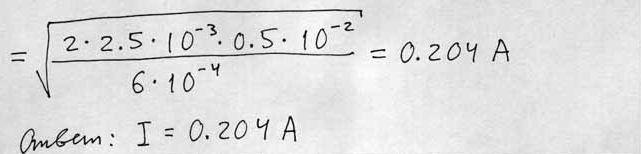 = √(2·2.5·10⁻³·0.5·10⁻² / 6·10⁻⁴) = 0.204 A
Ответ: I = 0.204 A